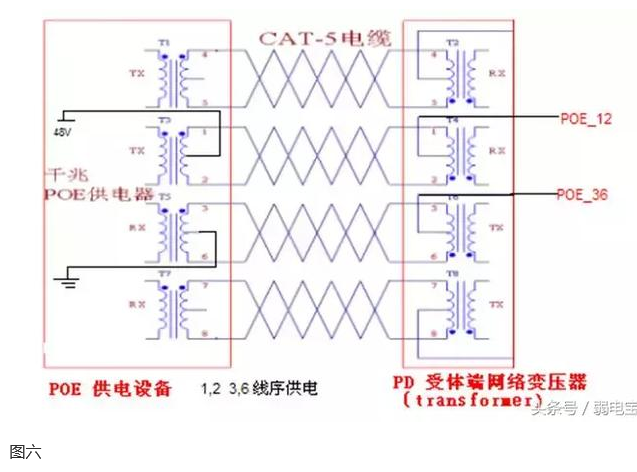 CAT-5电缆
T1
4
4
T2
TX
RX
5
5
48V
T3
1
1
T4
POE_12
TX
RX
2
2
千兆
POE供电器
T5
3
3
T6
POE_36
RX
TX
6
6
T7
7
7
T8
RX
TX
8
8
POE 供电设备
1,2 3,6线序供电
PD 受体端网络变压器
(transformer)
头条号 / 弱电宝
图六